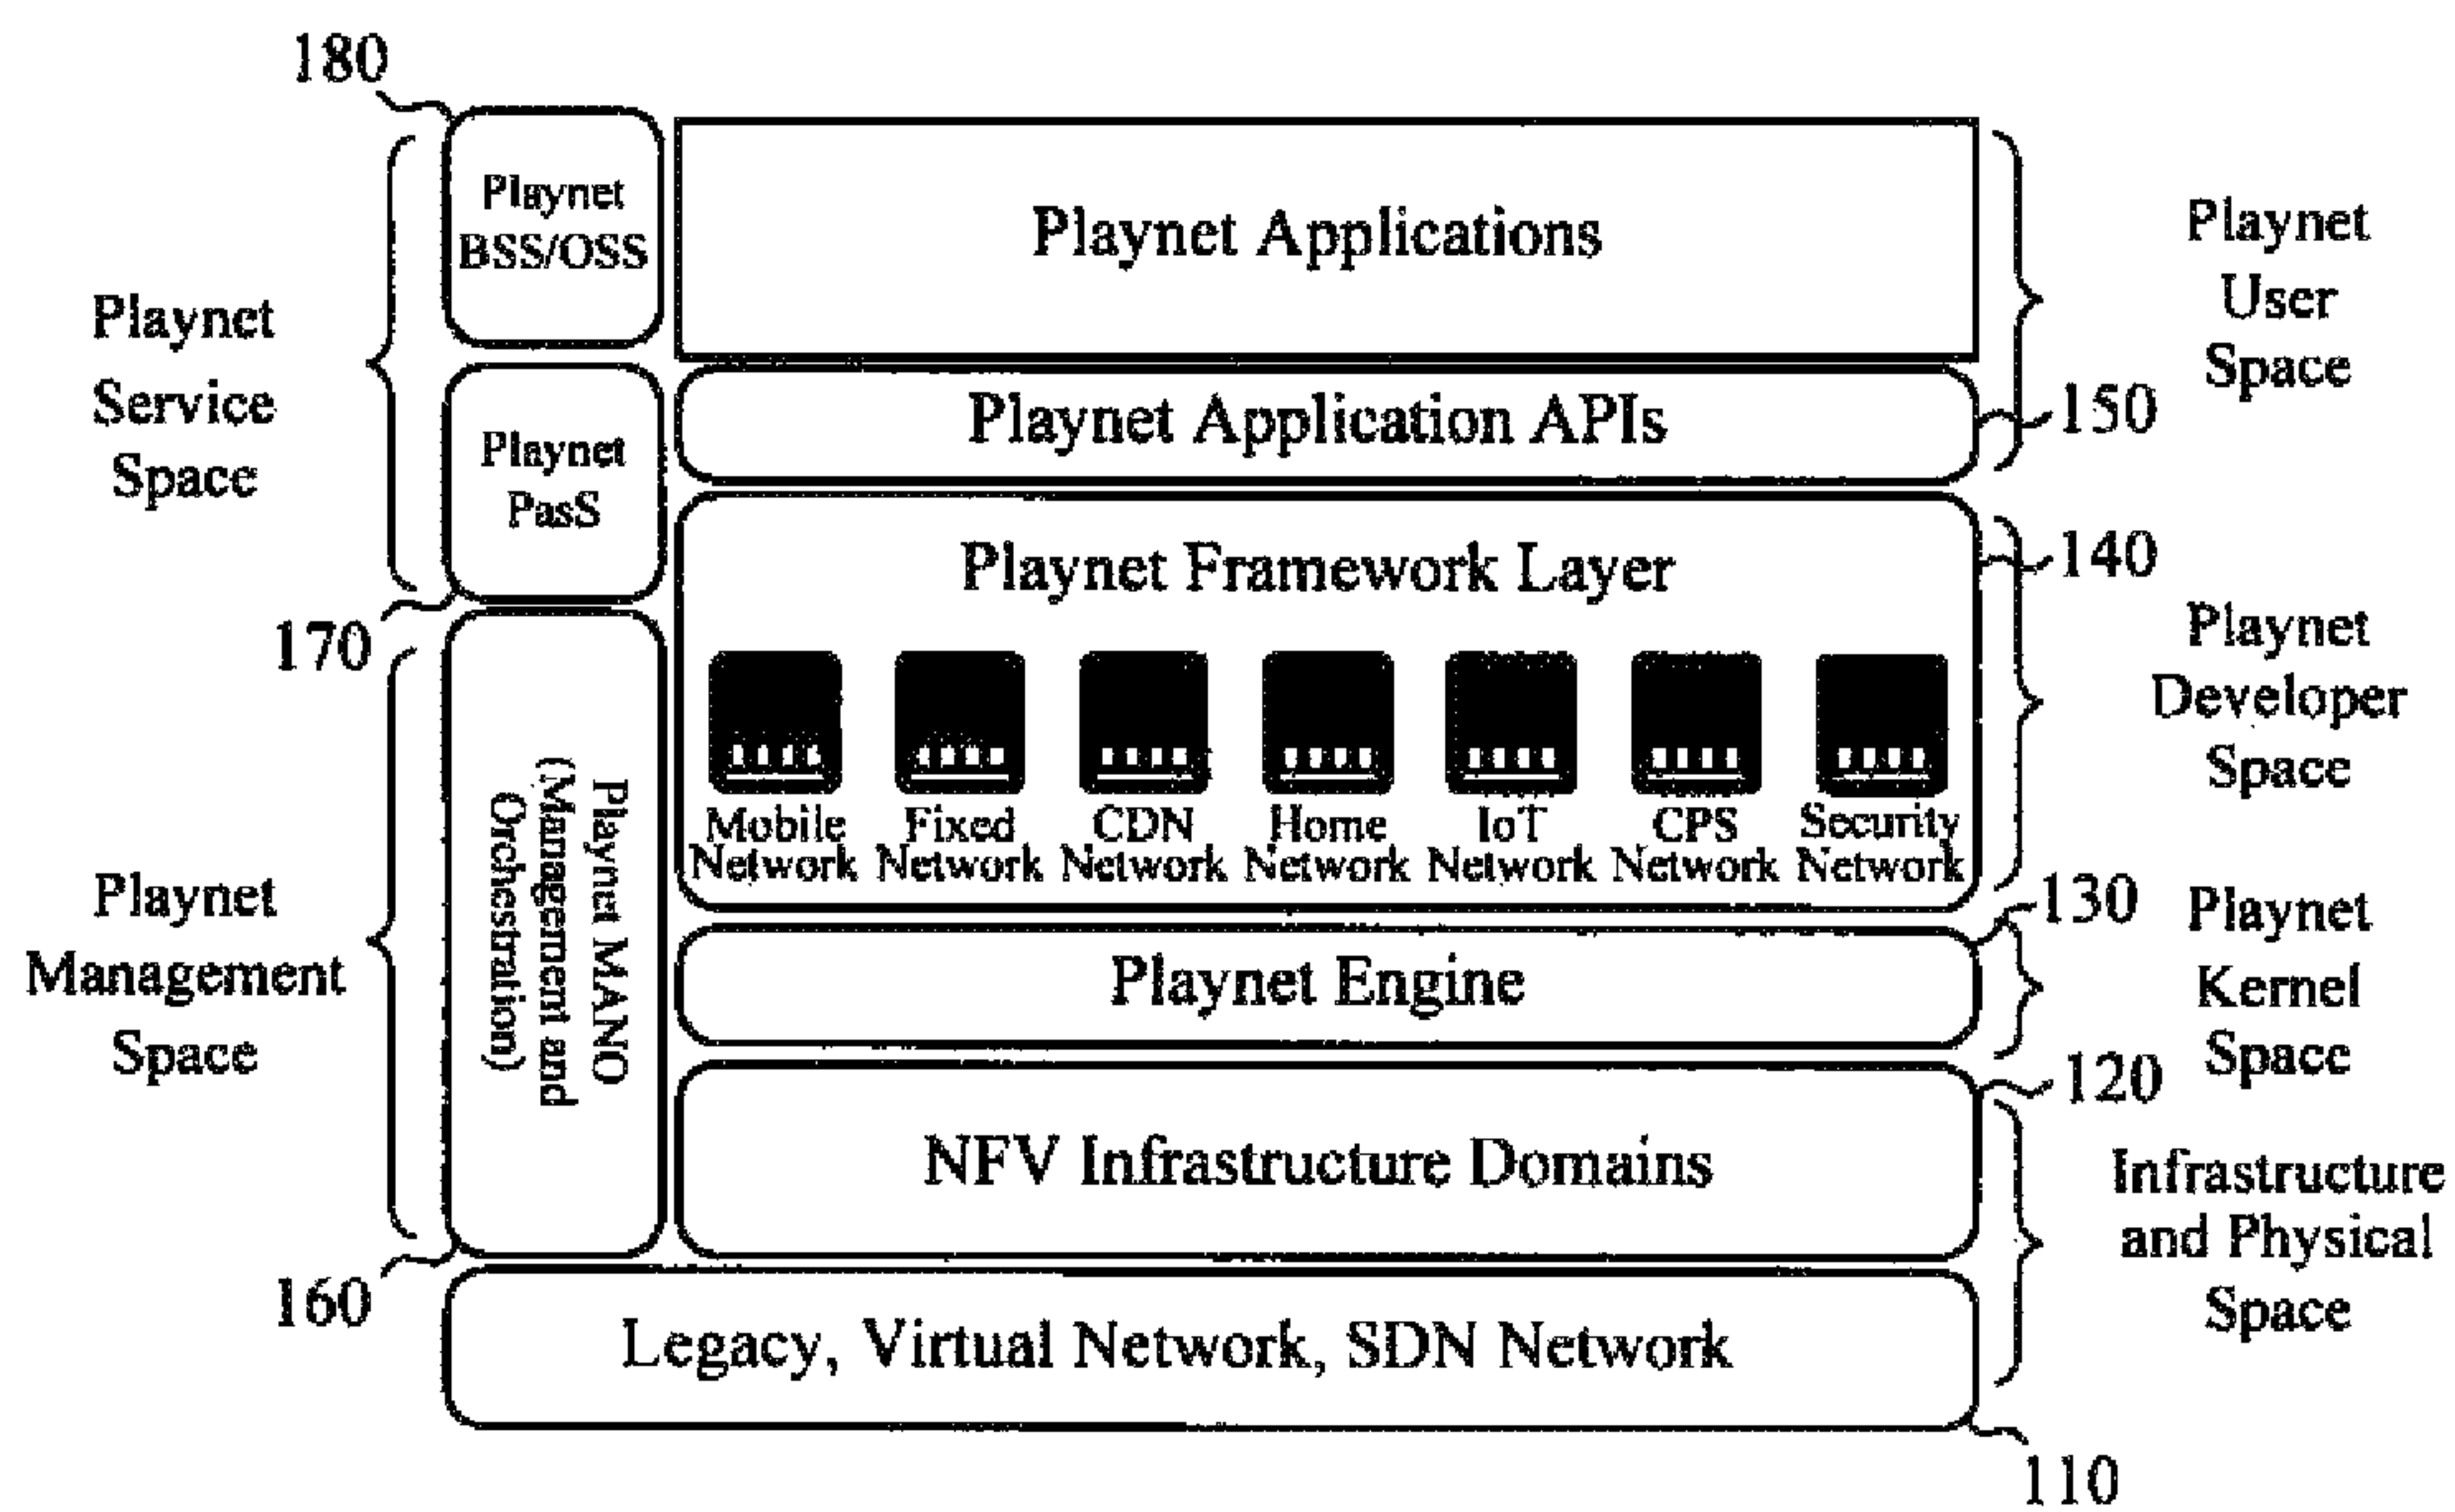 180
Playnet
BSS/OSS
Playnet Applications
Playnet
User
Space
Playnet
Service
Space
Playnet
PasS
Playnet Application APIs
150
Playnet Framework Layer
140
170
Mobile
Network
Fixed
Network
CDN
Network
Home
Network
IoT
Network
CPS
Network
Security
Network
Playnet
Developer
Space
Playnet
Management
Space
Playnet MANO
(Management and
Orchestration)
130
Playnet Engine
Playnet
Kernel
Space
120
NFV Infrastructure Domains
Infrastructure
and Physical
Space
160
Legacy, Virtual Network, SDN Network
110